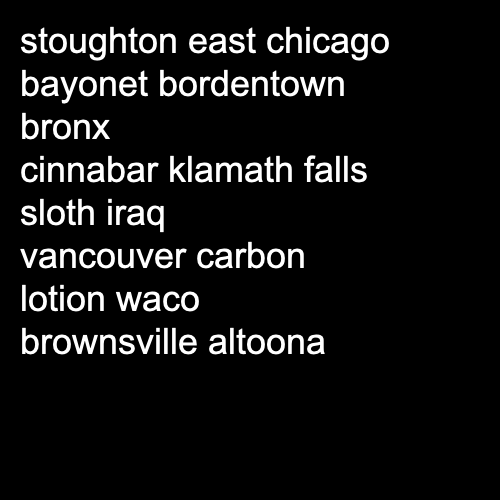 stoughton east chicago
bayonet bordentown
bronx
cinnabar klamath falls
sloth iraq
vancouver carbon
lotion waco
brownsville altoona